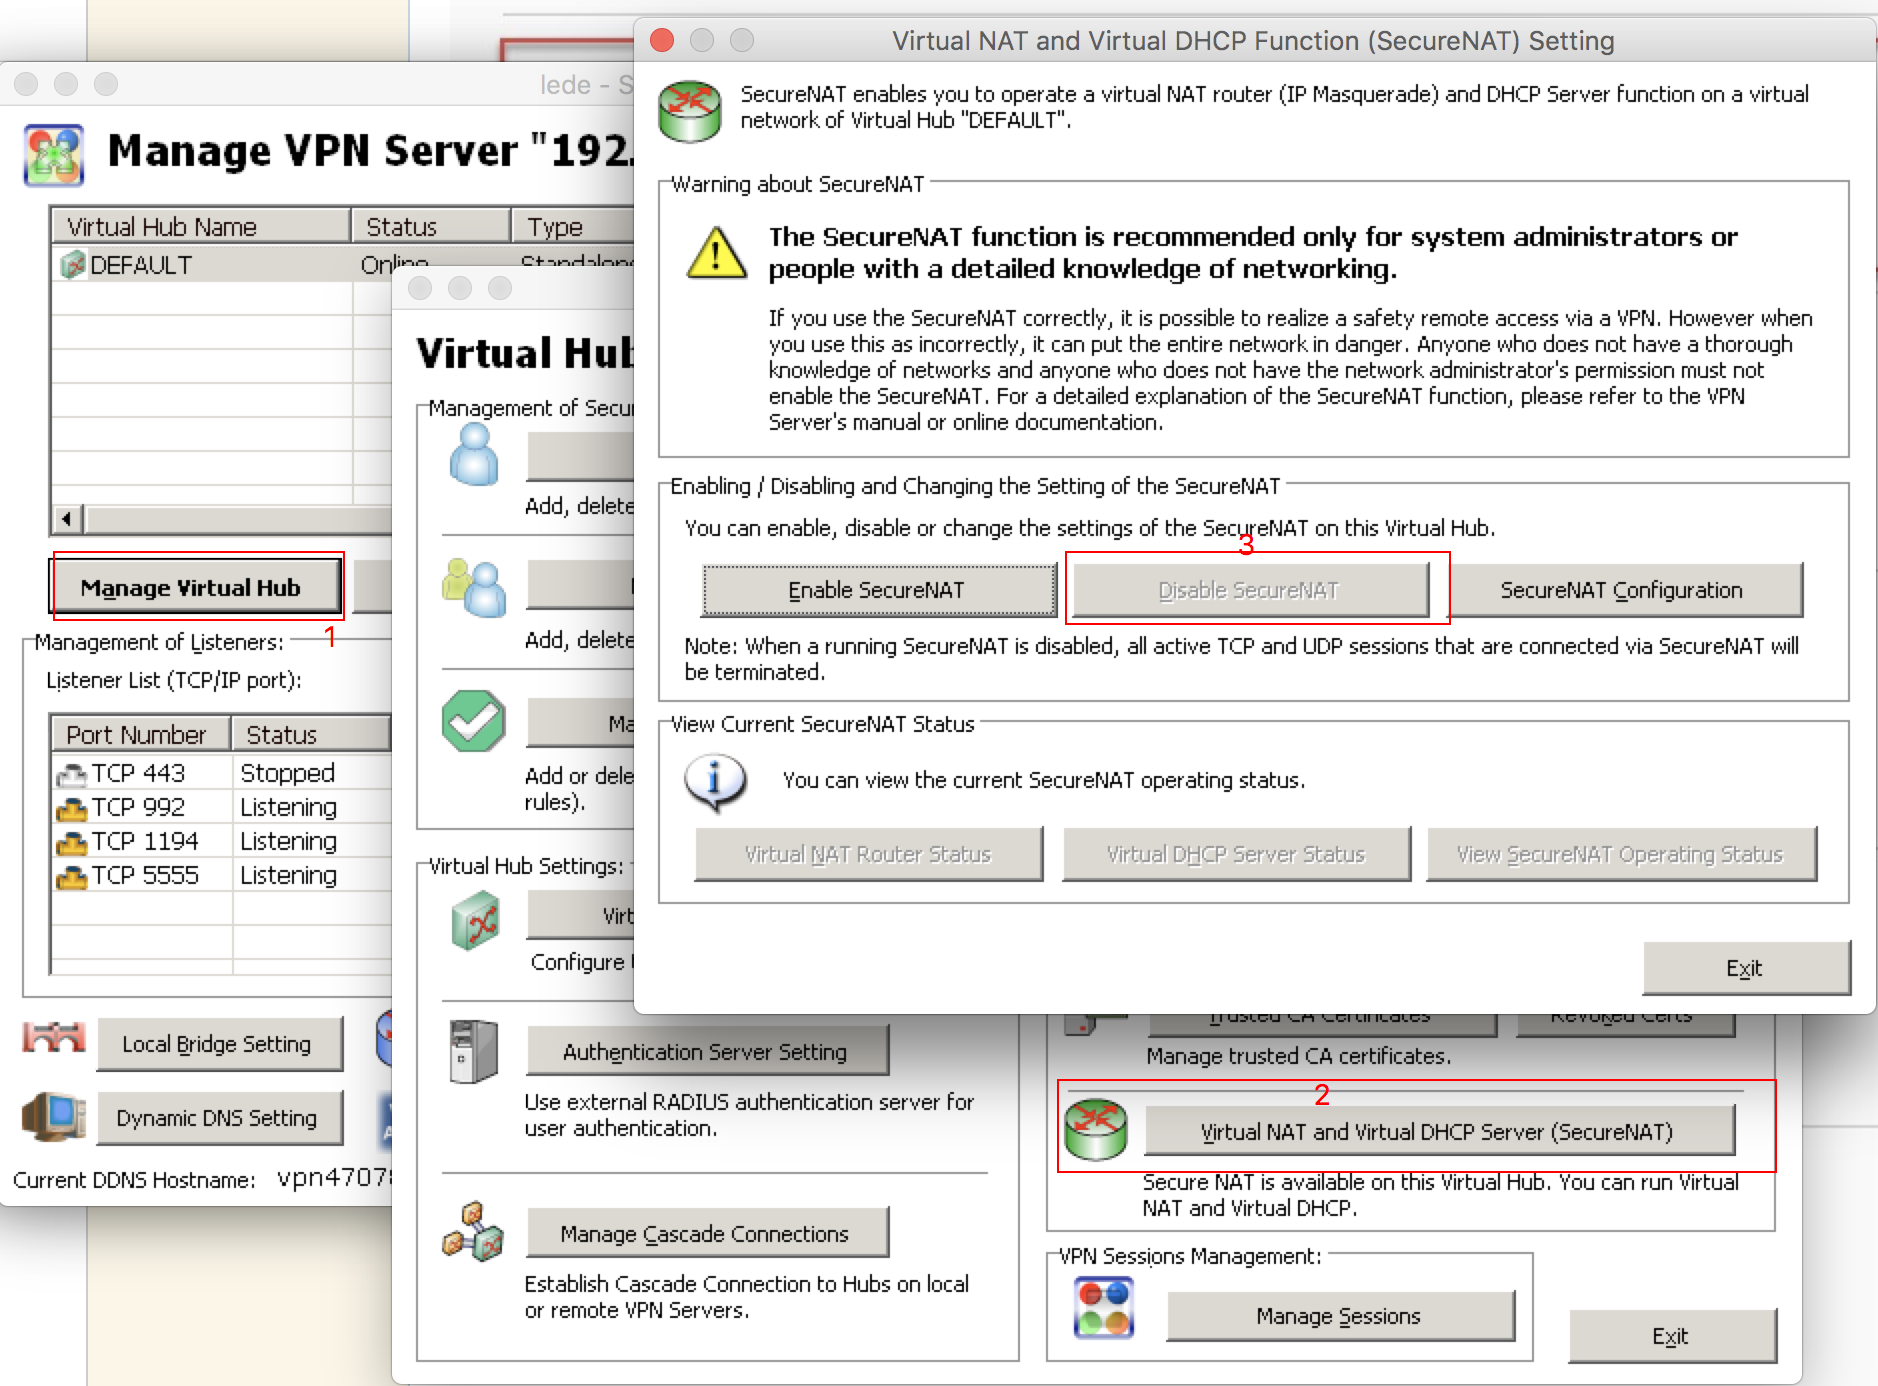 lede - S
Manage VPN Server "192.
Virtual Hub Name Status Type
DEFAULT Online Standalone
Manage Virtual Hub
1
Management of Listeners:
Listener List (TCP/IP port):
Port Number Status
TCP 443 Stopped
TCP 992 Listening
TCP 1194 Listening
TCP 5555 Listening
Local Bridge Setting
Dynamic DNS Setting
Current DDNS Hostname: vpn4707
Virtual Hub
Management of Secu
Add, delete
Add, delete
Ma
Add or dele
rules).
Virtual Hub Settings:
Virt
Configure
Authentication Server Setting
Use external RADIUS authentication server for
user authentication.
Manage Cascade Connections
Establish Cascade Connection to Hubs on local
or remote VPN Servers.
Trusted CA Certificates Revoked Certs
Manage trusted CA certificates.
2
Virtual NAT and Virtual DHCP Server (SecureNAT)
Secure NAT is available on this Virtual Hub. You can run Virtual
NAT and Virtual DHCP.
VPN Sessions Management:
Manage Sessions
Exit
Virtual NAT and Virtual DHCP Function (SecureNAT) Setting
SecureNAT enables you to operate a virtual NAT router (IP Masquerade) and DHCP Server function on a virtual
network of Virtual Hub "DEFAULT".
Warning about SecureNAT
The SecureNAT function is recommended only for system administrators or
people with a detailed knowledge of networking.
If you use the SecureNAT correctly, it is possible to realize a safety remote access via a VPN. However when
you use this as incorrectly, it can put the entire network in danger. Anyone who does not have a thorough
knowledge of networks and anyone who does not have the network administrator's permission must not
enable the SecureNAT. For a detailed explanation of the SecureNAT function, please refer to the VPN
Server's manual or online documentation.
Enabling / Disabling and Changing the Setting of the SecureNAT
You can enable, disable or change the settings of the SecureNAT on this Virtual Hub.
3
Enable SecureNAT Disable SecureNAT SecureNAT Configuration
Note: When a running SecureNAT is disabled, all active TCP and UDP sessions that are connected via SecureNAT will
be terminated.
View Current SecureNAT Status
You can view the current SecureNAT operating status.
Virtual NAT Router Status Virtual DHCP Server Status View SecureNAT Operating Status
Exit